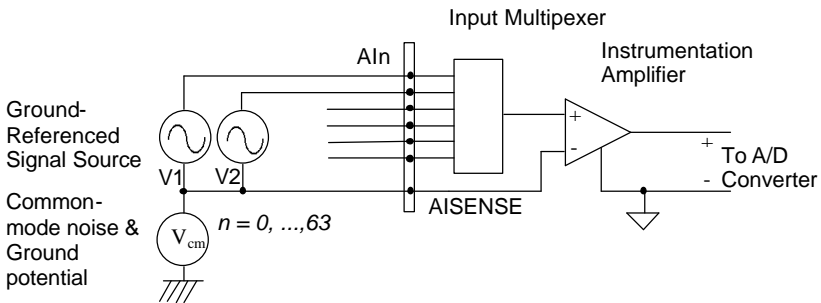 Input Multipexer
AIn
Instrumentation
Amplifier
Ground-
Referenced
Signal Source
V1
V2
+
-
+
To A/D
- Converter
AISENSE
Common-
mode noise &
Ground
potential
Vcm
n = 0, ...,63